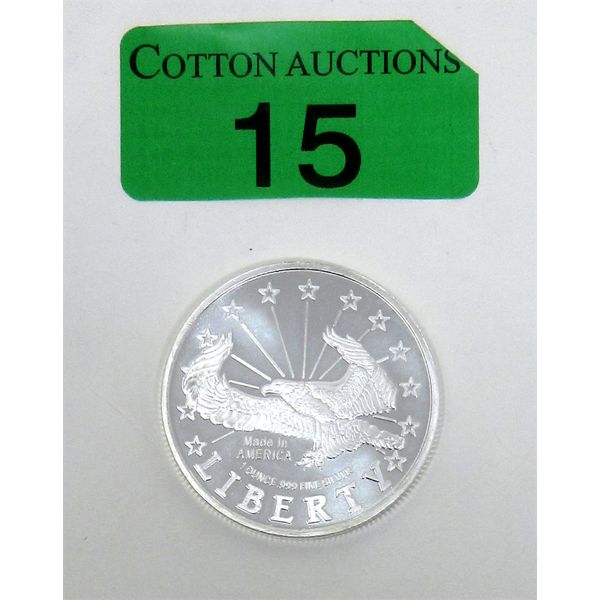 COTTON AUCTIONS
15
Made in
AMERICA
1 OUNCE .999 FINE SILVER
LIBERTY